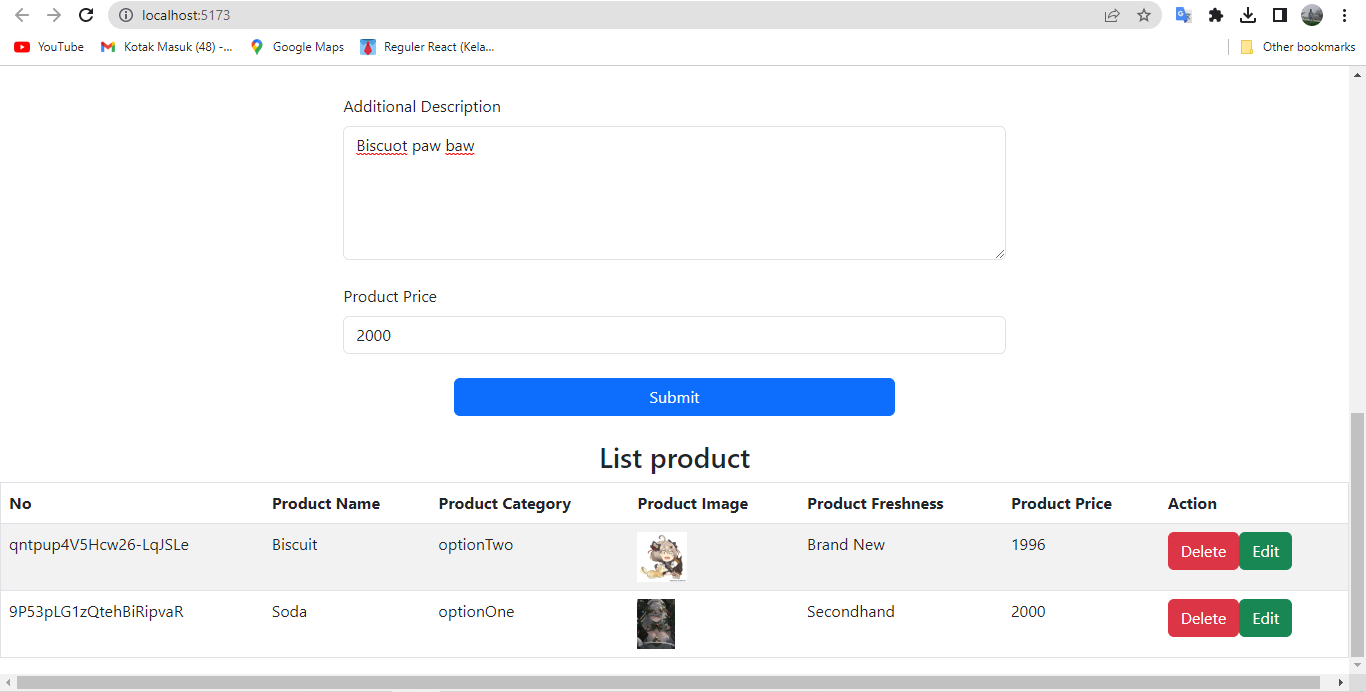 localhost:5173
YouTube Kotak Masuk (48) -... Google Maps Reguler React (Kela... Other bookmarks
Additional Description
Biscuot paw baw
Product Price
2000
Submit
List product
No Product Name Product Category Product Image Product Freshness Product Price Action
qntpup4V5Hcw26-LqJSLe Biscuit optionTwo Brand New 1996 Delete Edit
9P53pLG1zQtehBiRipvaR Soda optionOne Secondhand 2000 Delete Edit